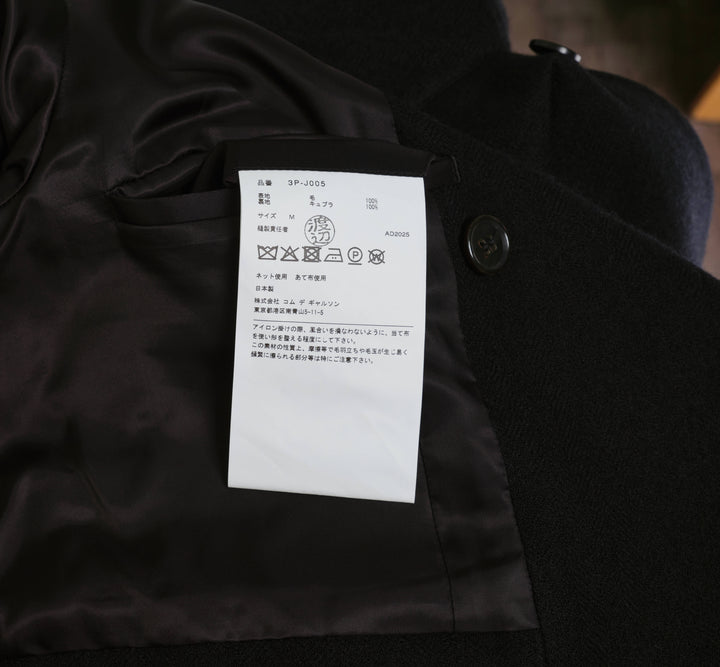 品番 3P-J005
表地 毛 100%
裏地 キュプラ 100%
サイズ M
縫製責任者 渡辺 AD2025
ネット使用 あて布使用
日本製
株式会社 コム デ ギャルソン
東京都港区南青山5-11-5
アイロン掛けの際、風合いを損なわないように、当て布
を使い形を整える程度にして下さい。
この素材の性質上、摩擦等で毛羽立ちや毛玉が生じ易く
縫製に擦られる部分等は特にご注意下さい。